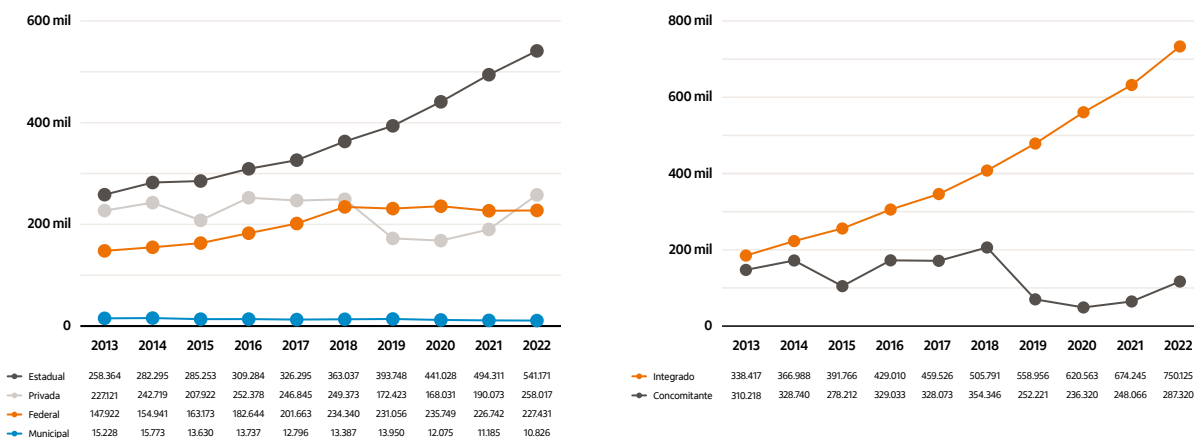 600 mil
400 mil
200 mil
0
2013 2014 2015 2016 2017 2018 2019 2020 2021 2022
Estadual 258.364 282.295 285.253 309.284 326.295 363.037 393.748 441.028 494.311 541.171
Privada 227.121 242.719 207.922 252.378 246.845 249.373 172.423 168.031 190.073 258.017
Federal 147.922 154.941 163.173 182.644 201.663 234.340 231.056 235.749 226.742 227.431
Municipal 15.228 15.773 13.630 13.737 12.796 13.387 13.950 12.075 11.185 10.826
800 mil
600 mil
400 mil
200 mil
0
2013 2014 2015 2016 2017 2018 2019 2020 2021 2022
Integrado 338.417 366.988 391.766 429.010 459.526 505.791 558.956 620.563 674.245 750.125
Concomitante 310.218 328.740 278.212 329.033 328.073 354.346 252.221 236.320 248.066 287.320